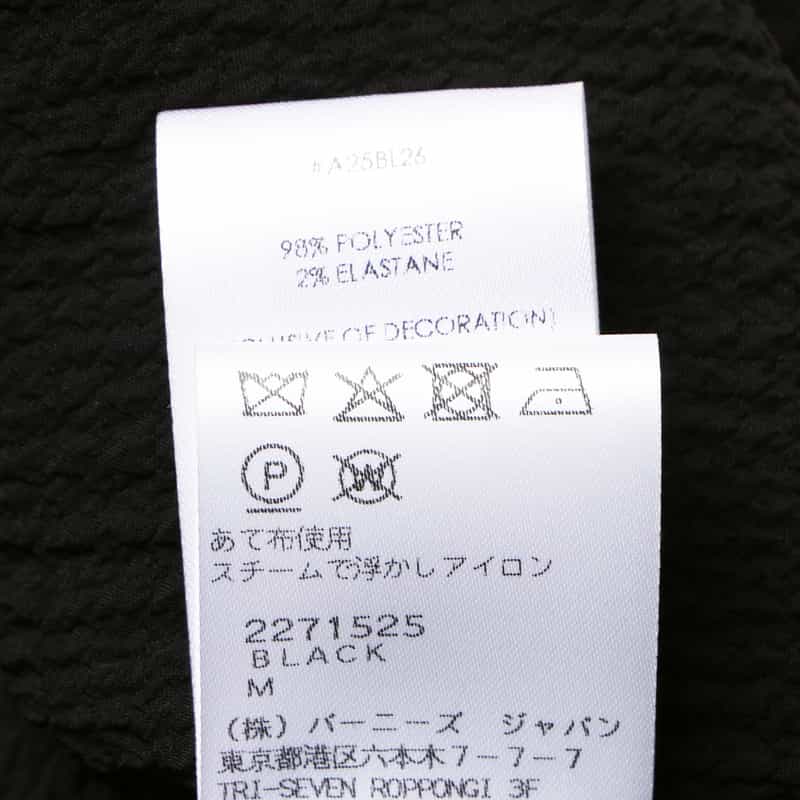 #A25BL26
98% POLYESTER
2% ELASTANE
OF DECORATION)
P
W
あて布使用
スチームで浮かしアイロン
2271525
BLACK
M
(株) バーニーズ ジャパン
東京都港区六本木7-7-7
TRI-SEVEN ROPPONGI 3F